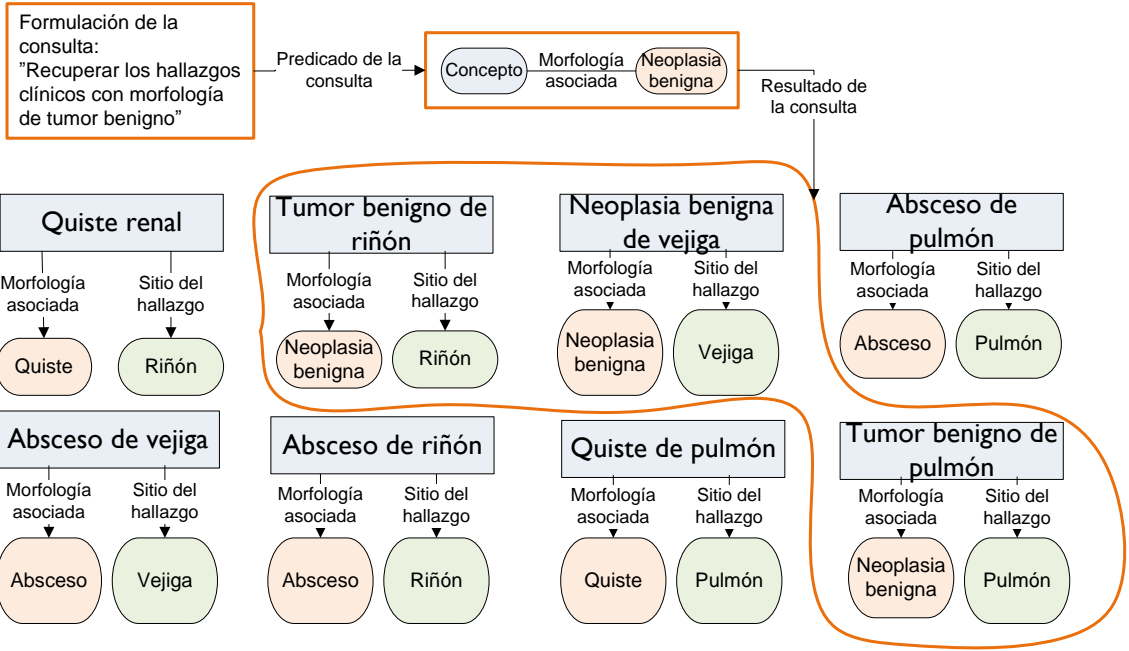 Formulación de la
consulta:
”Recuperar los hallazgos
clínicos con morfología
de tumor benigno”
Predicado de la
consulta
Concepto
Morfología
asociada
Neoplasia
benigna
Resultado de
la consulta
Quiste renal
Morfología
asociada
Sitio del
hallazgo
Quiste
Riñón
Tumor benigno de
riñón
Morfología
asociada
Sitio del
hallazgo
Neoplasia
benigna
Riñón
Neoplasia benigna
de vejiga
Morfología
asociada
Sitio del
hallazgo
Neoplasia
benigna
Vejiga
Absceso de
pulmón
Morfología
asociada
Sitio del
hallazgo
Absceso
Pulmón
Absceso de vejiga
Morfología
asociada
Sitio del
hallazgo
Absceso
Vejiga
Absceso de riñón
Morfología
asociada
Sitio del
hallazgo
Absceso
Riñón
Quiste de pulmón
Morfología
asociada
Sitio del
hallazgo
Quiste
Pulmón
Tumor benigno de
pulmón
Morfología
asociada
Sitio del
hallazgo
Neoplasia
benigna
Pulmón